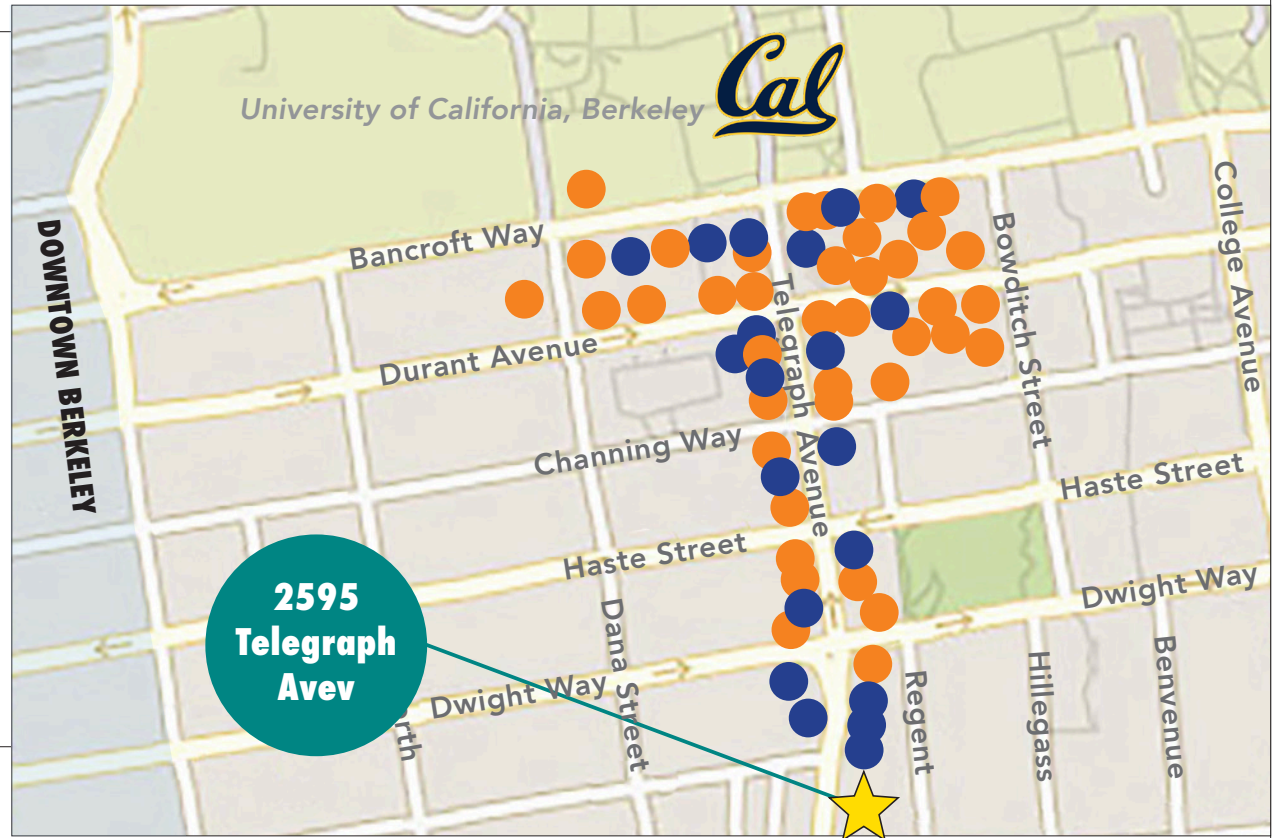 Cal
University of California, Berkeley
DOWNTOWN BERKELEY
Bancroft Way
Bowditch Street
College Avenue
Telegraph Avenue
Durant Avenue
Channing Way
Haste Street
Haste Street
2595
Telegraph
Avev
Dana Street
Dwight Way
Dwight Way
Regent
Hillegass
Benvenue